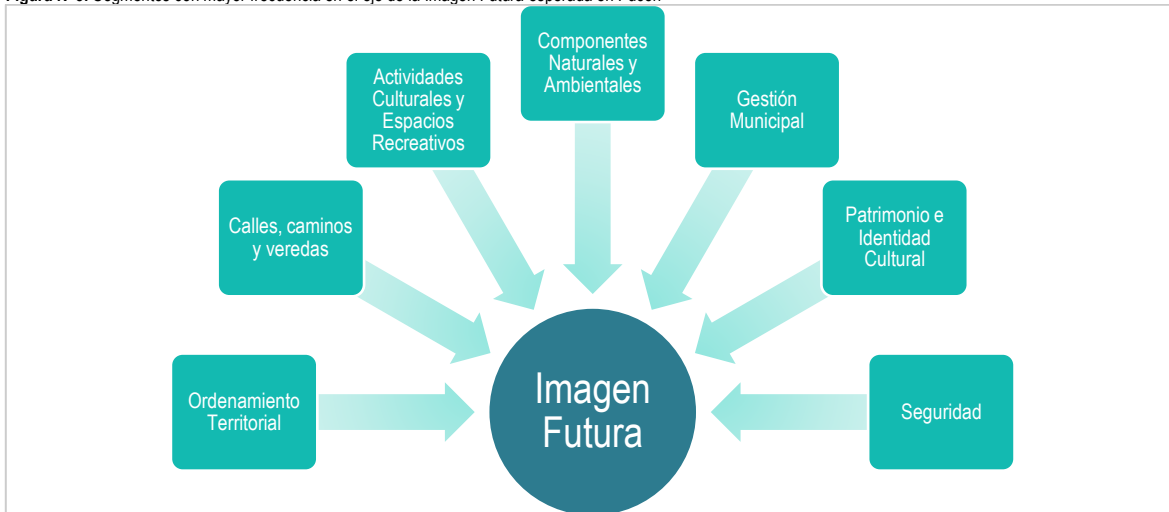 Componentes
Naturales y
Ambientales
Actividades
Culturales y
Espacios
Recreativos
Gestión
Municipal
Calles, caminos
y veredas
Patrimonio e
Identidad
Cultural
Ordenamiento
Territorial
Imagen
Futura
Seguridad